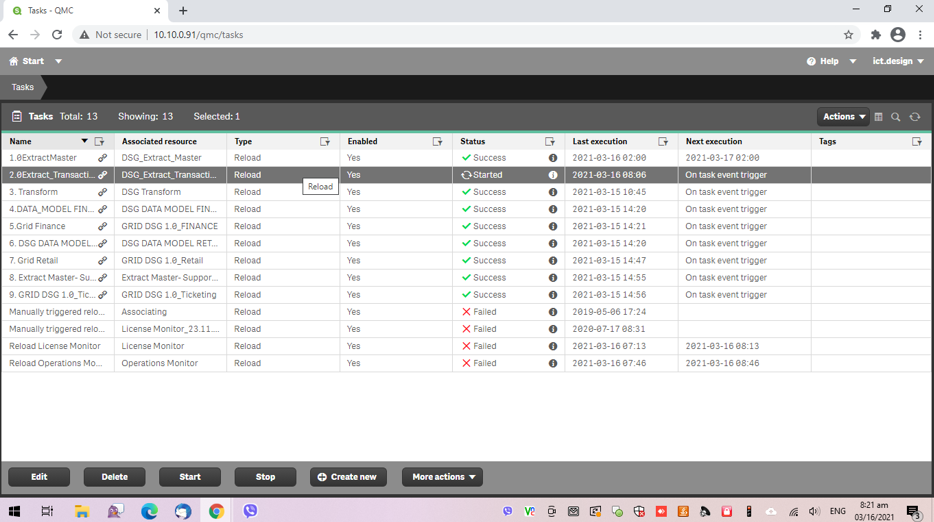 Tasks - QMC
Not secure | 10.10.0.91/qmc/tasks
Start
Help
ict.design
Tasks
Tasks Total: 13 Showing: 13 Selected: 1
Actions
Name Associated resource Type Enabled Status Last execution Next execution Tags
1.0ExtractMaster DSG_Extract_Master Reload Yes Success 2021-03-16 02:00 2021-03-17 02:00
2.0Extract_Transacti... DSG_Extract_Transacti... Reload Yes Started 2021-03-16 08:06 On task event trigger
Reload
3. Transform DSG Transform Reload Yes Success 2021-03-15 10:45 On task event trigger
4.DATA_MODEL FIN... DSG DATA MODEL FIN... Reload Yes Success 2021-03-15 14:20 On task event trigger
5.Grid Finance GRID DSG 1.0_FINANCE Reload Yes Success 2021-03-15 14:21 On task event trigger
6. DSG DATA MODEL... DSG DATA MODEL RET... Reload Yes Success 2021-03-15 14:20 On task event trigger
7. Grid Retail GRID DSG 1.0_Retail Reload Yes Success 2021-03-15 14:47 On task event trigger
8. Extract Master- Su... Extract Master- Suppor... Reload Yes Success 2021-03-15 14:55 On task event trigger
9. GRID DSG 1.0_Tic... GRID DSG 1.0_Ticketing Reload Yes Success 2021-03-15 14:56 On task event trigger
Manually triggered relo... Associating Reload Yes Failed 2019-05-06 17:24
Manually triggered relo... License Monitor_23.11.... Reload Yes Failed 2020-07-17 08:31
Reload License Monitor License Monitor Reload Yes Failed 2021-03-16 07:13 2021-03-16 08:13
Reload Operations Mo... Operations Monitor Reload Yes Failed 2021-03-16 07:46 2021-03-16 08:46
Edit Delete Start Stop Create new More actions
ENG
8:21 am
03/16/2021
3